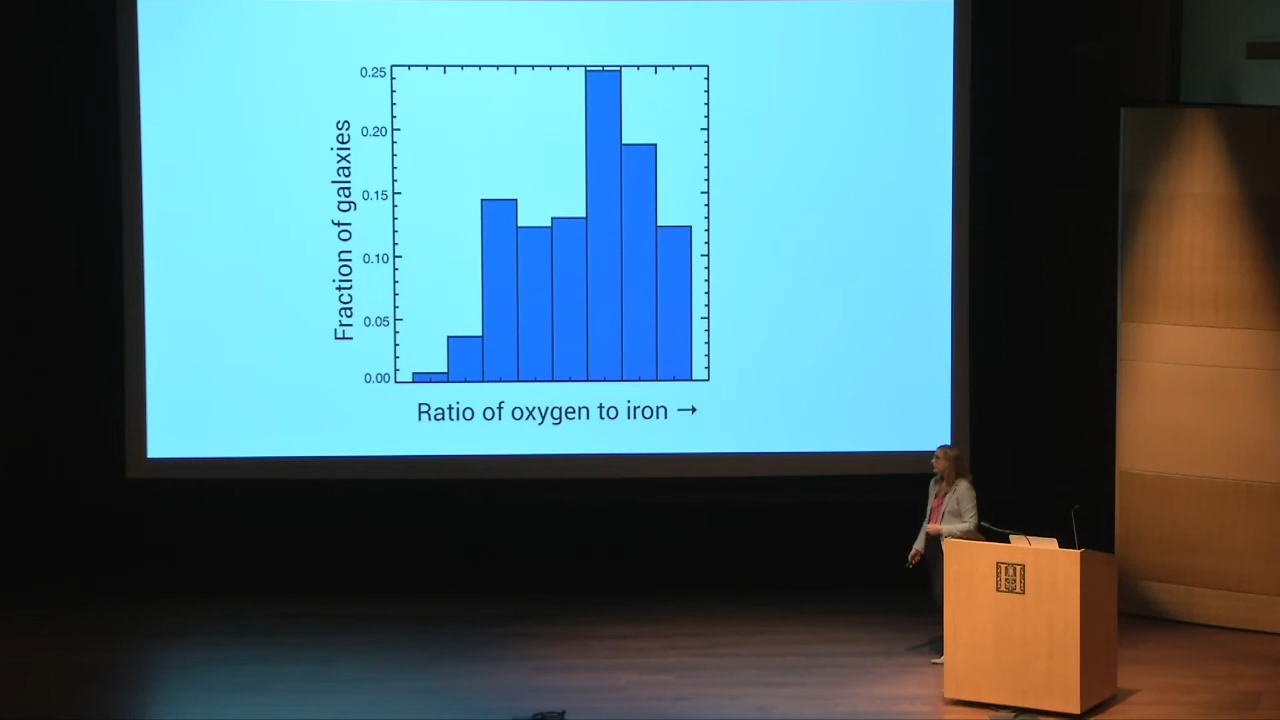 0.25
0.20
0.15
0.10
0.05
0.00
Fraction of galaxies
Ratio of oxygen to iron →
H